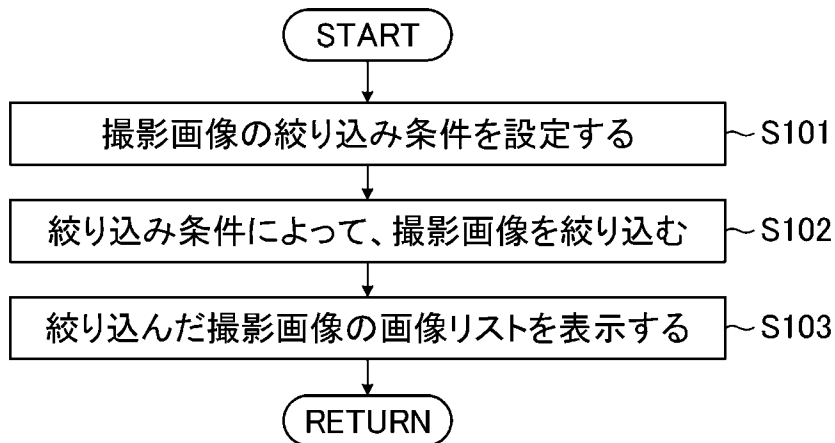 START
撮影画像の絞り込み条件を設定する ~S101
絞り込み条件によって、撮影画像を絞り込む ~S102
絞り込んだ撮影画像の画像リストを表示する ~S103
RETURN